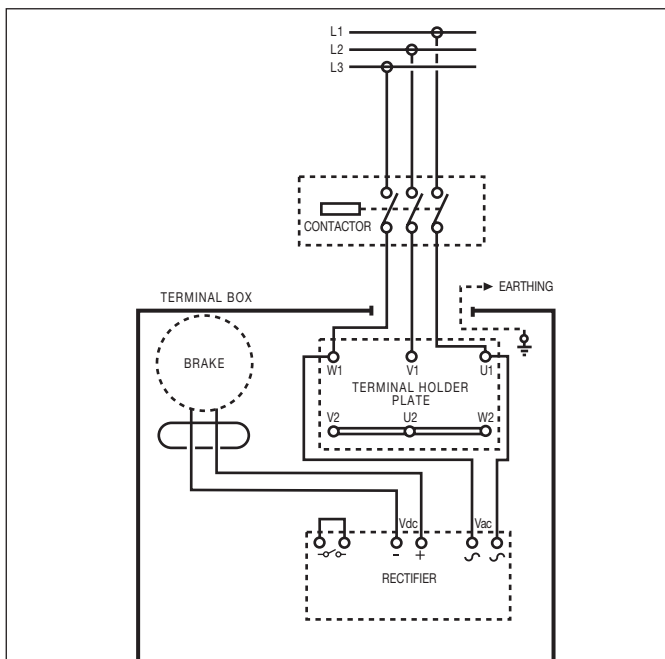 L1
L2
L3
CONTACTOR
EARTHING
TERMINAL BOX
BRAKE
W1 V1 U1
TERMINAL HOLDER
PLATE
V2 U2 W2
Vdc Vac
- +
RECTIFIER